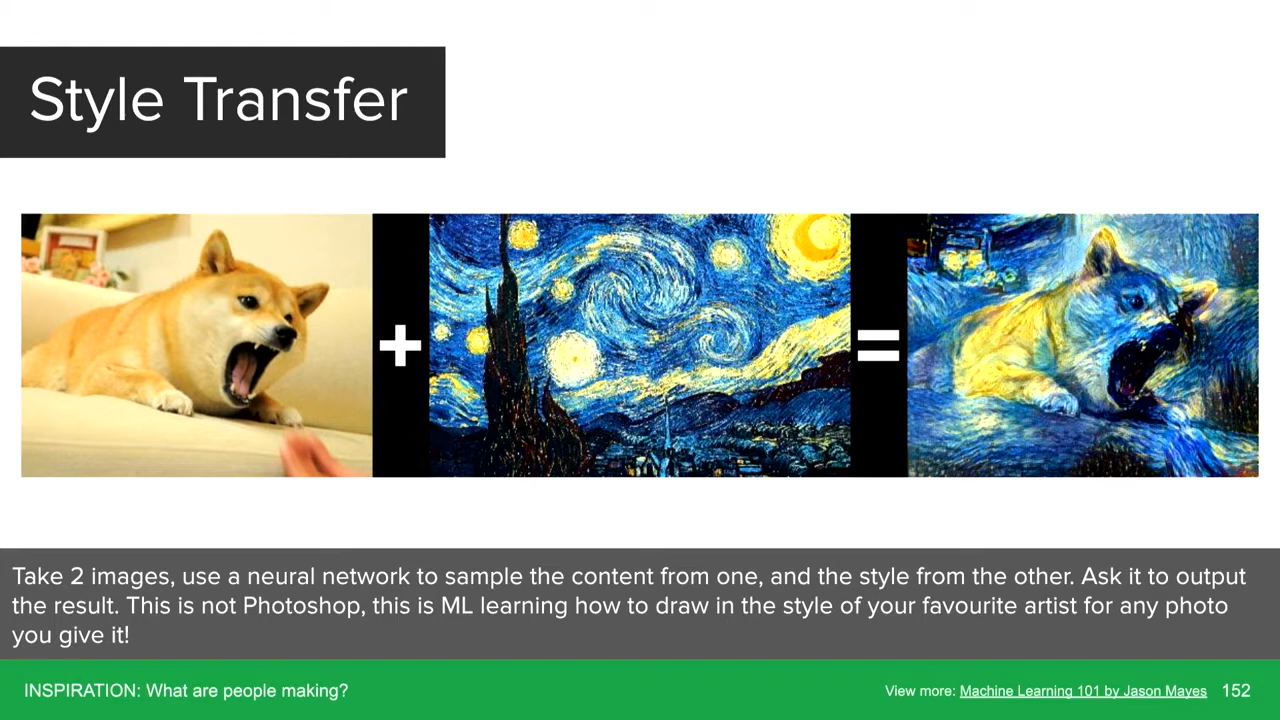 Style Transfer
+
=
Take 2 images, use a neural network to sample the content from one, and the style from the other. Ask it to output
the result. This is not Photoshop, this is ML learning how to draw in the style of your favourite artist for any photo
you give it!
INSPIRATION: What are people making?
View more: Machine Learning 101 by Jason Mayes 152